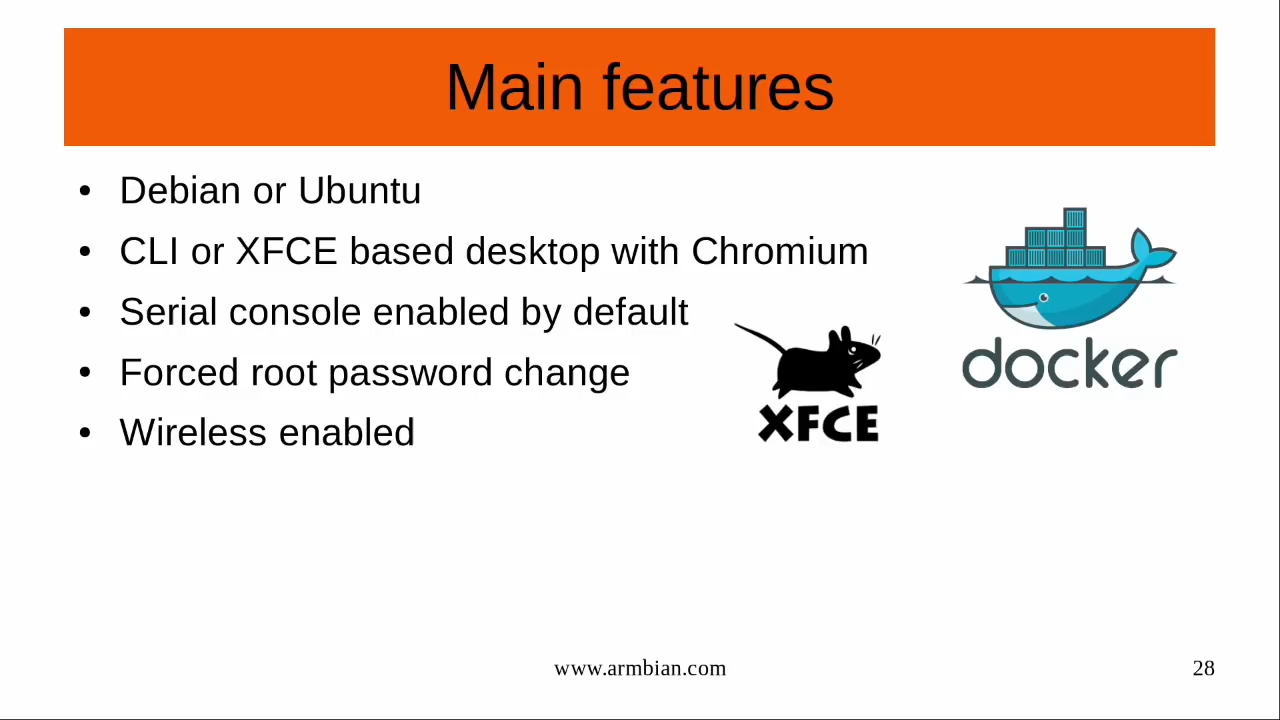 Main features
• Debian or Ubuntu
• CLI or XFCE based desktop with Chromium
• Serial console enabled by default
• Forced root password change
• Wireless enabled
XFCE
docker
www.armbian.com
28